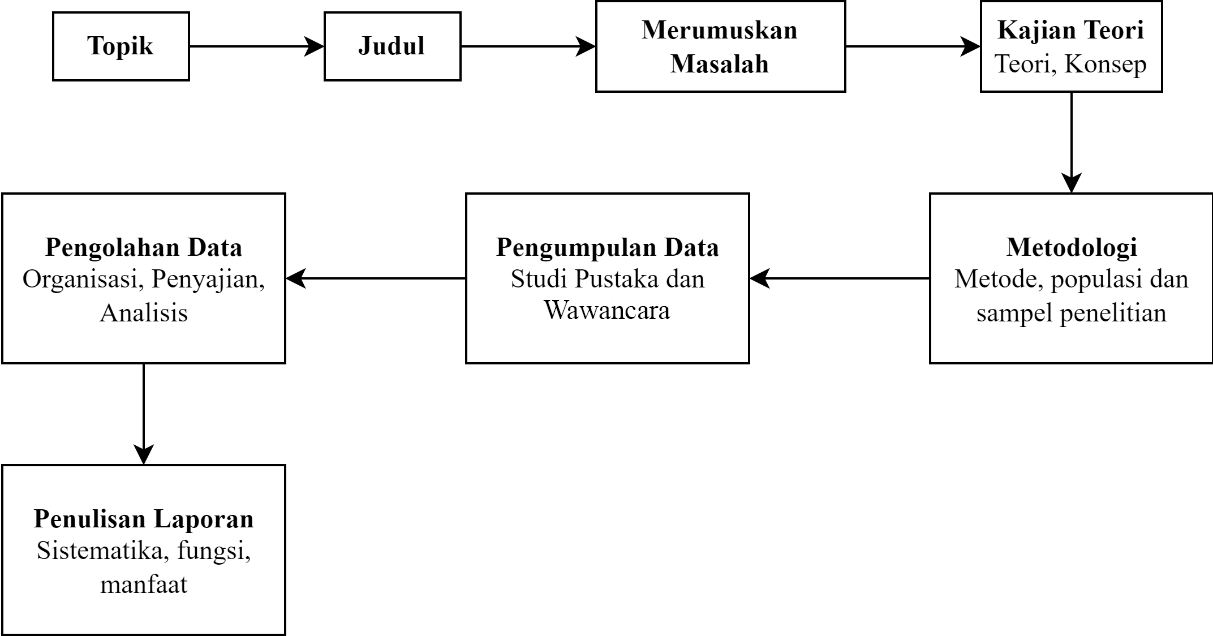 Topik
Judul
Merumuskan
Masalah
Kajian Teori
Teori, Konsep
Metodologi
Metode, populasi dan
sampel penelitian
Pengumpulan Data
Studi Pustaka dan
Wawancara
Pengolahan Data
Organisasi, Penyajian,
Analisis
Penulisan Laporan
Sistematika, fungsi,
manfaat